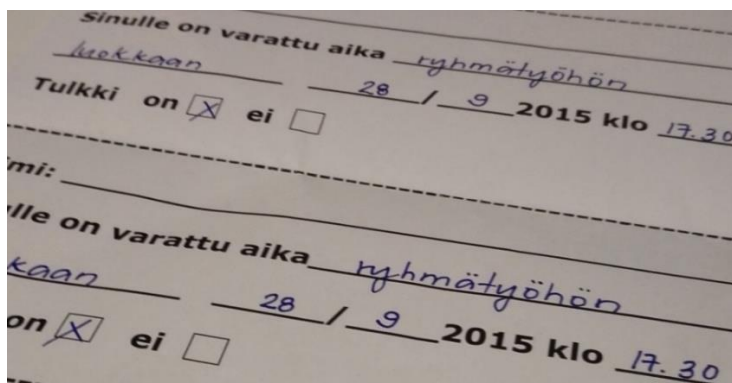 Sinulle on varattu aika ryhmätyöhön
luokkaan 28 / 9 2015 klo 17.30
Tulkki on X ei
mi:
lle on varattu aika ryhmätyöhön
kaan 28 / 9 2015 klo 17.30
on X ei